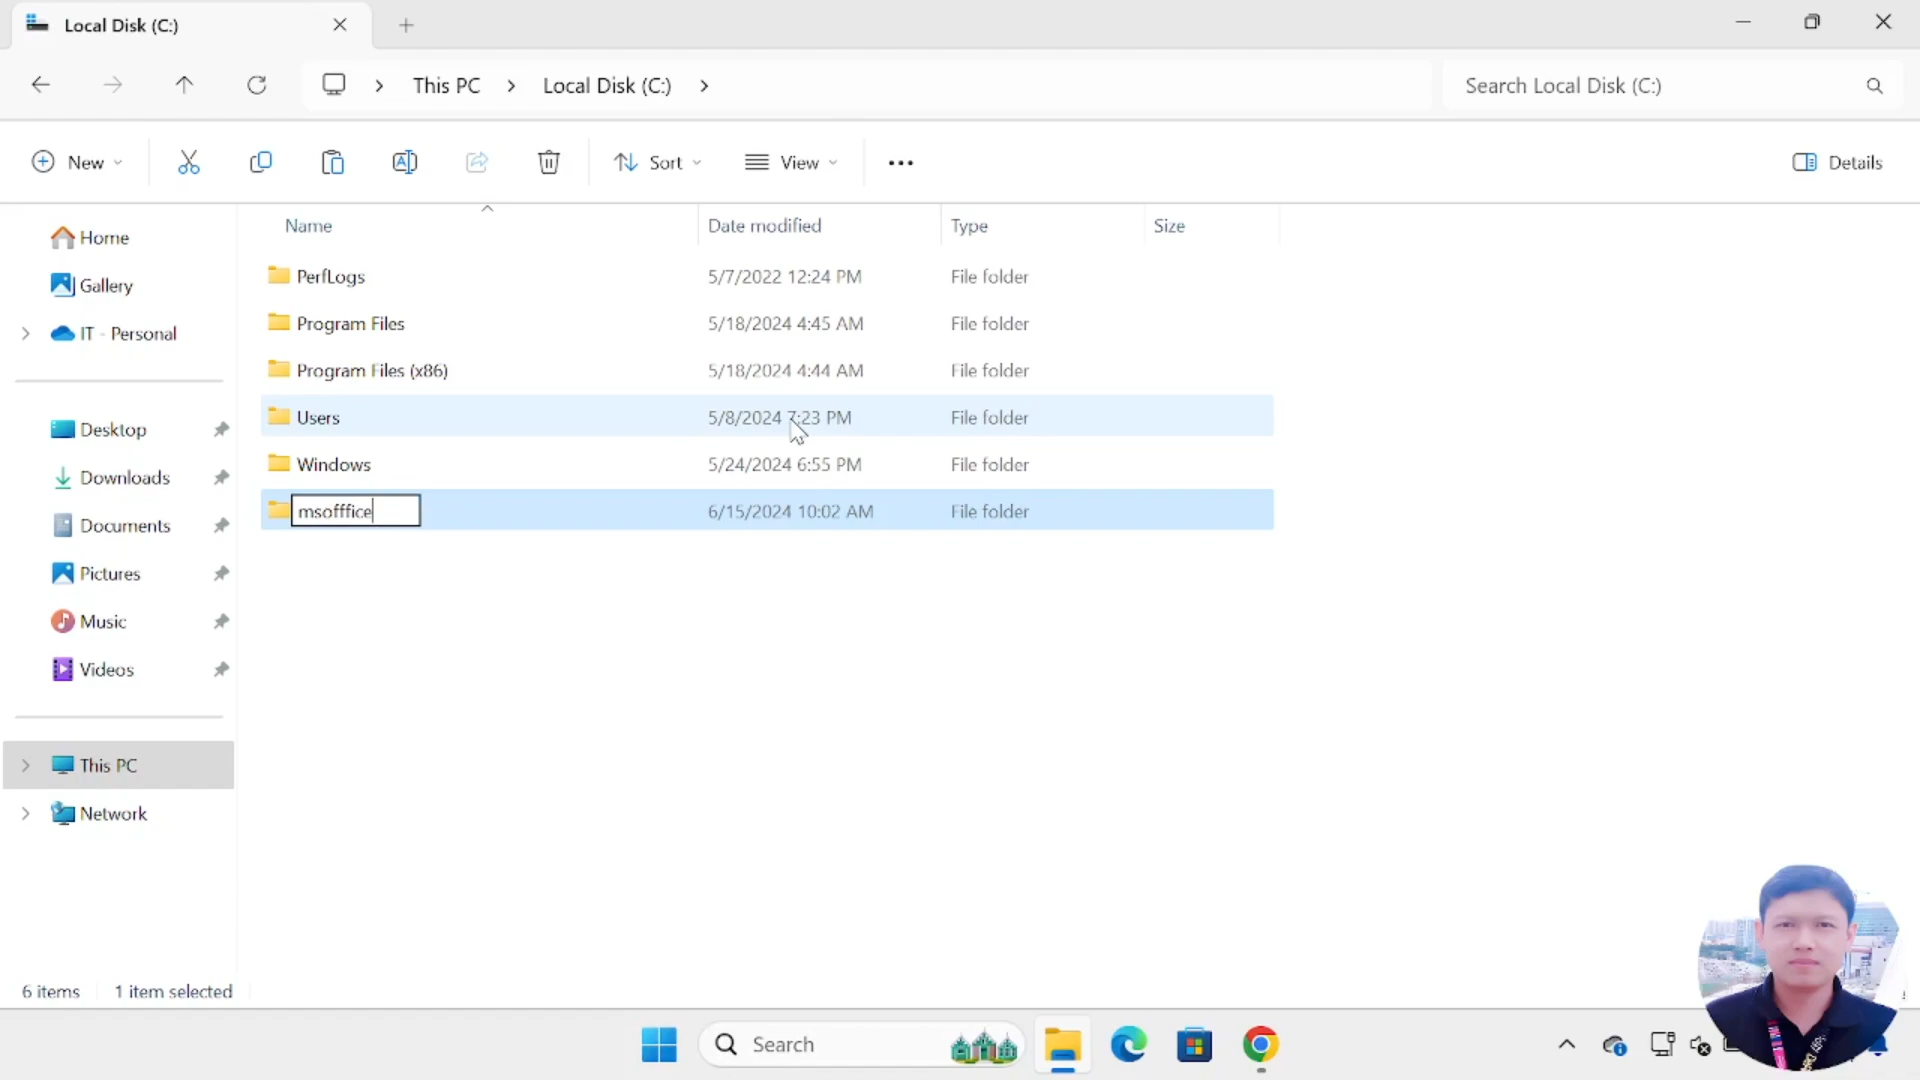 Local Disk (C:)
This PC
Local Disk (C:)
Search Local Disk (C:)
New
Sort
View
Details
Name
Date modified
Type
Size
Home
Gallery
IT - Personal
Desktop
Downloads
Documents
Pictures
Music
Videos
This PC
Network
PerfLogs 5/7/2022 12:24 PM File folder
Program Files 5/18/2024 4:45 AM File folder
Program Files (x86) 5/18/2024 4:44 AM File folder
Users 5/8/2024 7:23 PM File folder
Windows 5/24/2024 6:55 PM File folder
msofffice 6/15/2024 10:02 AM File folder
6 items
1 item selected
Search